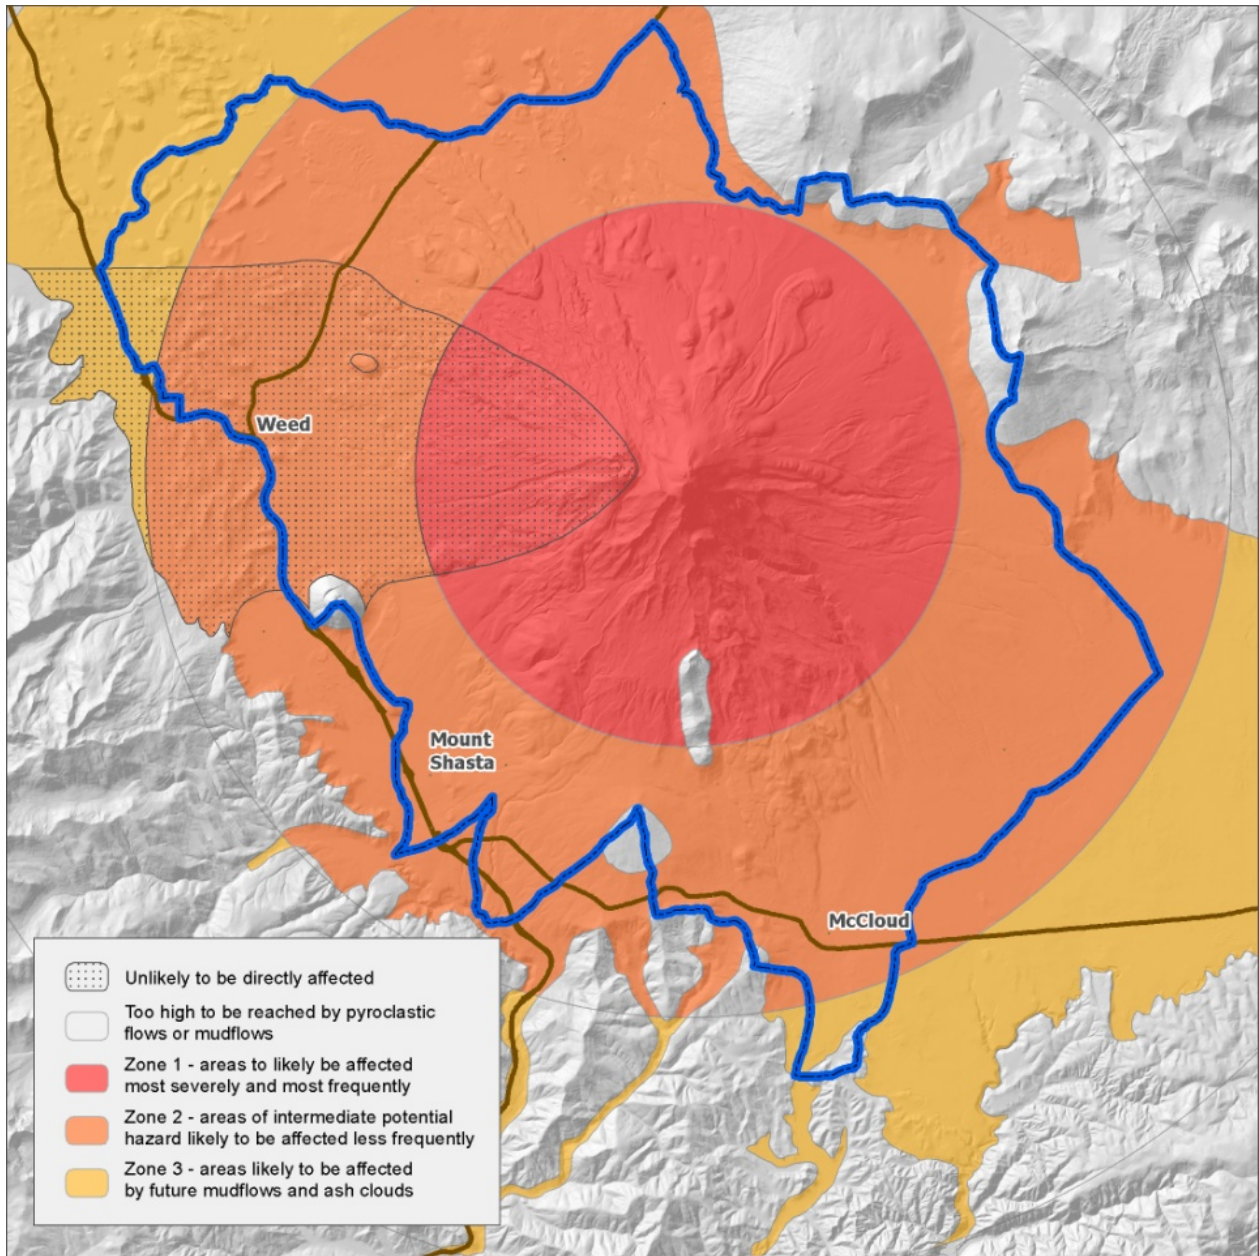 Weed
Mount
Shasta
McCloud
Unlikely to be directly affected
Too high to be reached by pyroclastic
flows or mudflows
Zone 1 - areas to likely be affected
most severely and most frequently
Zone 2 - areas of intermediate potential
hazard likely to be affected less frequently
Zone 3 - areas likely to be affected
by future mudflows and ash clouds